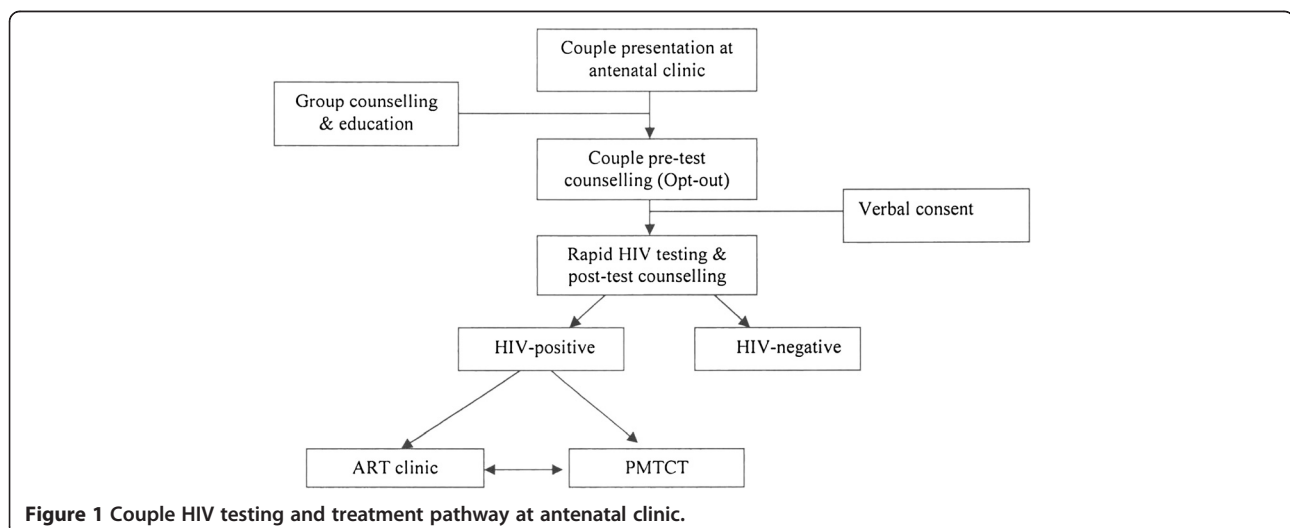 Couple presentation at
antenatal clinic
Group counselling
& education
Couple pre-test
counselling (Opt-out)
Verbal consent
Rapid HIV testing &
post-test counselling
HIV-positive
HIV-negative
ART clinic
PMTCT
Figure 1 Couple HIV testing and treatment pathway at antenatal clinic.